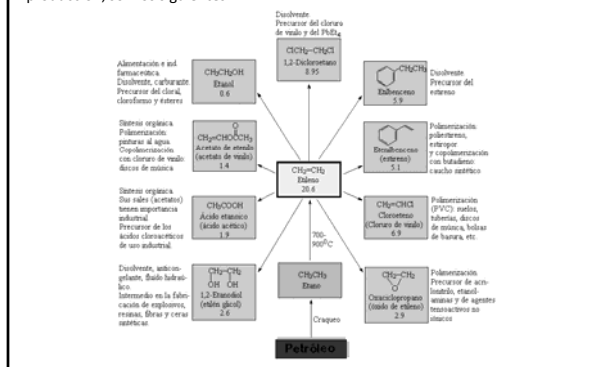 Disolvente.
Precursor del cloruro
de vinilo y del PbEt4
ClCH2-CH2Cl
1,2-Dicloroetano
8.95
Alimentación e ind.
farmaceútica.
Disolvente, carburante.
Precursor del cloral,
cloroformo y ésteres
CH3CH2OH
Etanol
0.6
CH2CH3
Etilbenceno
5.9
Disolvente.
Precursor del
estireno
Síntesis orgánica.
Polimerización:
pinturas al agua.
Copolimerización
con cloruro de vinilo:
discos de música
O
CH2=CHOCCH3
Acetato de etenilo
(acetato de vinilo)
1.4
CH2=CH2
Etileno
20.6
Etenilbenceno
(estireno)
5.1
Polimerización:
poliestireno,
estiropor
y copolimerización
con butadieno:
caucho sintético
Síntesis orgánica.
Sus sales (acetatos)
tienen importancia
industrial.
Precursor de los
ácidos cloroacéticos
de uso industrial.
CH3COOH
Ácido etanoico
(ácido acético)
1.9
CH2=CHCl
Cloroeteno
(Cloruro de vinilo)
6.9
Polimerización
(PVC): suelos,
tuberías, discos
de música, bolsas
de basura, etc.
700-
900ºC
Disolvente, anticon-
gelante, fluido hidraú-
lico.
Intermedio en la fabri-
cación de explosivos,
resinas, fibras y ceras
sintéticas
CH2-CH2
OH OH
1,2-Etanodiol
(etilén glicol)
2.6
CH3CH3
Etano
CH2-CH2
O
Oxaciclopropano
(óxido de etileno)
2.9
Polimerización.
Precursor de acri-
lonitrilo, etanol-
aminas y de agentes
tensoactivos no
iónicos
Craqueo
Petróleo